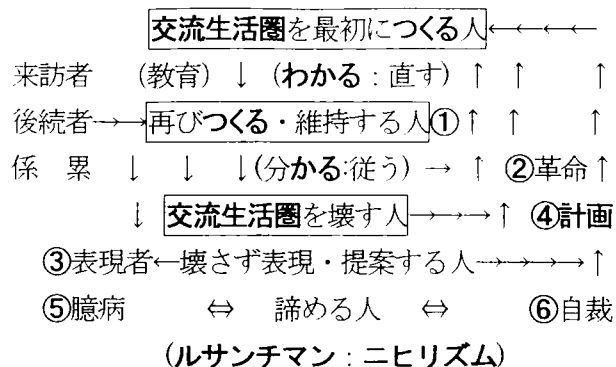 交流生活圏を最初につくる人←←←←
来訪者 (教育) ↓ (わかる:直す) ↑ ↑ ↑
後続者→→再びつくる・維持する人①↑ ↑ ↑
係 累 ↓ ↓ ↓(分かる:従う) → ↑ ②革命↑
↓ 交流生活圏を壊す人→→→↑ ④計画
③表現者←壊さず表現・提案する人→→→→↑
⑤臆病 ⇔ 諦める人 ⇔ ⑥自裁
(ルサンチマン:ニヒリズム)